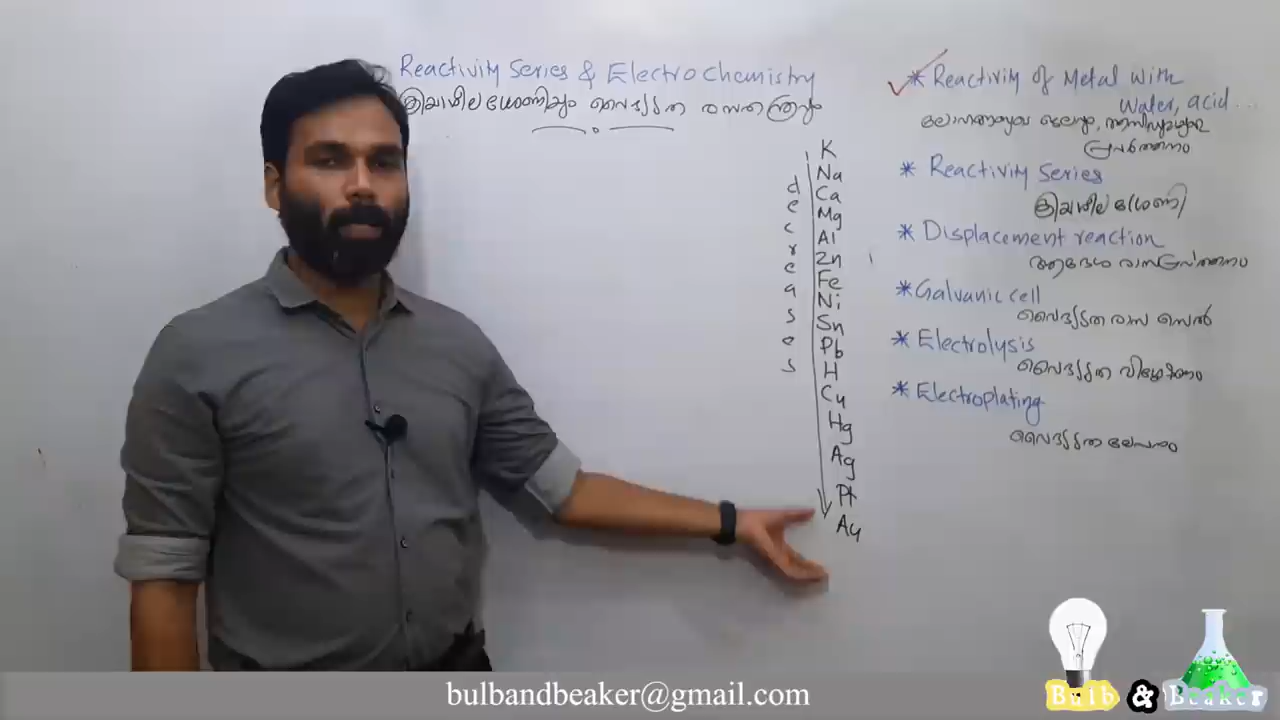 Reactivity Series & Electro Chemistry
ക്രിയാശീല ശ്രേണിയും വൈദ്യുത രസതന്ത്രവും
K
Na
Ca
Mg
Al
Zn
Fe
Ni
Sn
Pb
H
Cu
Hg
Ag
Pt
Au
decreases
* Reactivity of Metal with
Water, acid ...
ലോഹങ്ങളുടെ ജലവും, ആസിഡുമായുള്ള
പ്രവർത്തനം
* Reactivity Series
ക്രിയാശീല ശ്രേണി
* Displacement reaction
ആദേശ രാസപ്രവർത്തനം
* Galvanic cell
വൈദ്യുത രാസ സെൽ
* Electrolysis
വൈദ്യുത വിശ്ലേഷണം
* Electroplating
വൈദ്യുത ലേപനം
bulbandbeaker@gmail.com
Bulb & Beaker